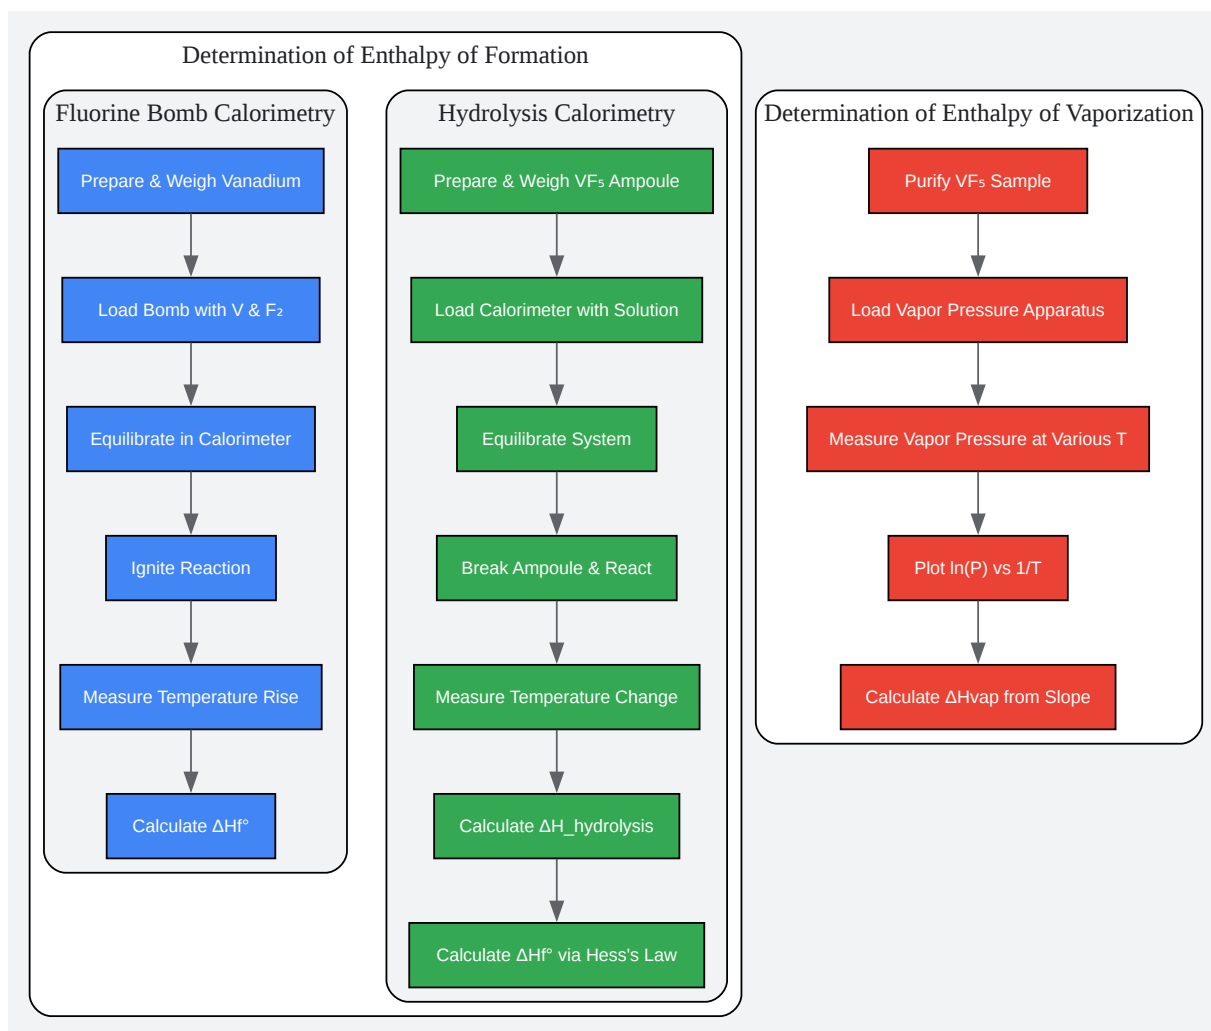 Determination of Enthalpy of Formation
Fluorine Bomb Calorimetry
Prepare & Weigh Vanadium
Load Bomb with V & F₂
Equilibrate in Calorimeter
Ignite Reaction
Measure Temperature Rise
Calculate ΔHf°
Hydrolysis Calorimetry
Prepare & Weigh VF₅ Ampoule
Load Calorimeter with Solution
Equilibrate System
Break Ampoule & React
Measure Temperature Change
Calculate ΔH_hydrolysis
Calculate ΔHf° via Hess's Law
Determination of Enthalpy of Vaporization
Purify VF₅ Sample
Load Vapor Pressure Apparatus
Measure Vapor Pressure at Various T
Plot ln(P) vs 1/T
Calculate ΔHvap from Slope